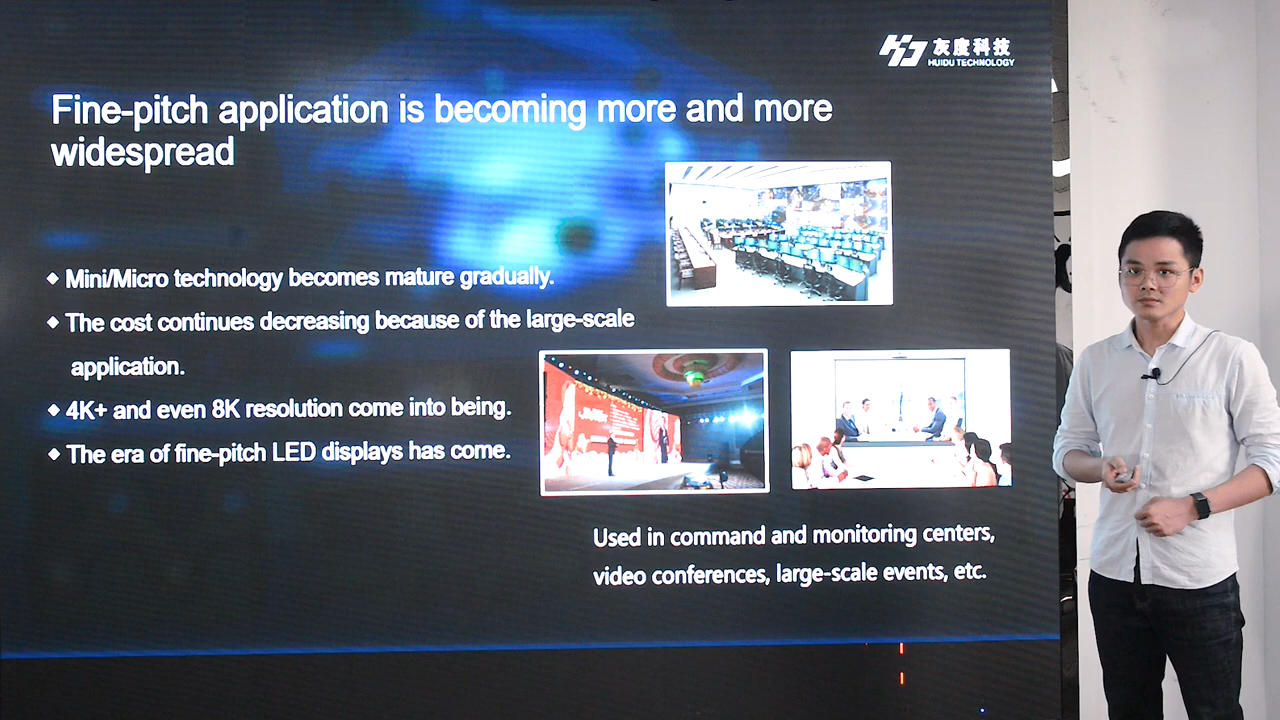 灰度科技
HUIDU TECHNOLOGY
Fine-pitch application is becoming more and more
widespread
Mini/Micro technology becomes mature gradually.
The cost continues decreasing because of the large-scale
application.
4K+ and even 8K resolution come into being.
The era of fine-pitch LED displays has come.
Used in command and monitoring centers,
video conferences, large-scale events, etc.